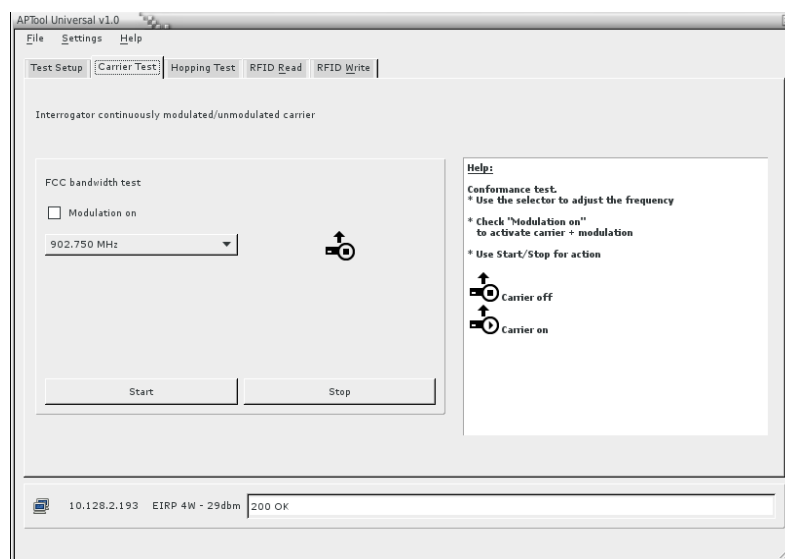 APTool Universal v1.0
File Settings Help
Test Setup Carrier Test Hopping Test RFID Read RFID Write
Interrogator continuously modulated/unmodulated carrier
FCC bandwidth test
Modulation on
902.750 MHz
Start Stop
Help:
Conformance test.
* Use the selector to adjust the frequency
* Check "Modulation on"
to activate carrier + modulation
* Use Start/Stop for action
Carrier off
Carrier on
10.128.2.193 EIRP 4W - 29dbm 200 OK